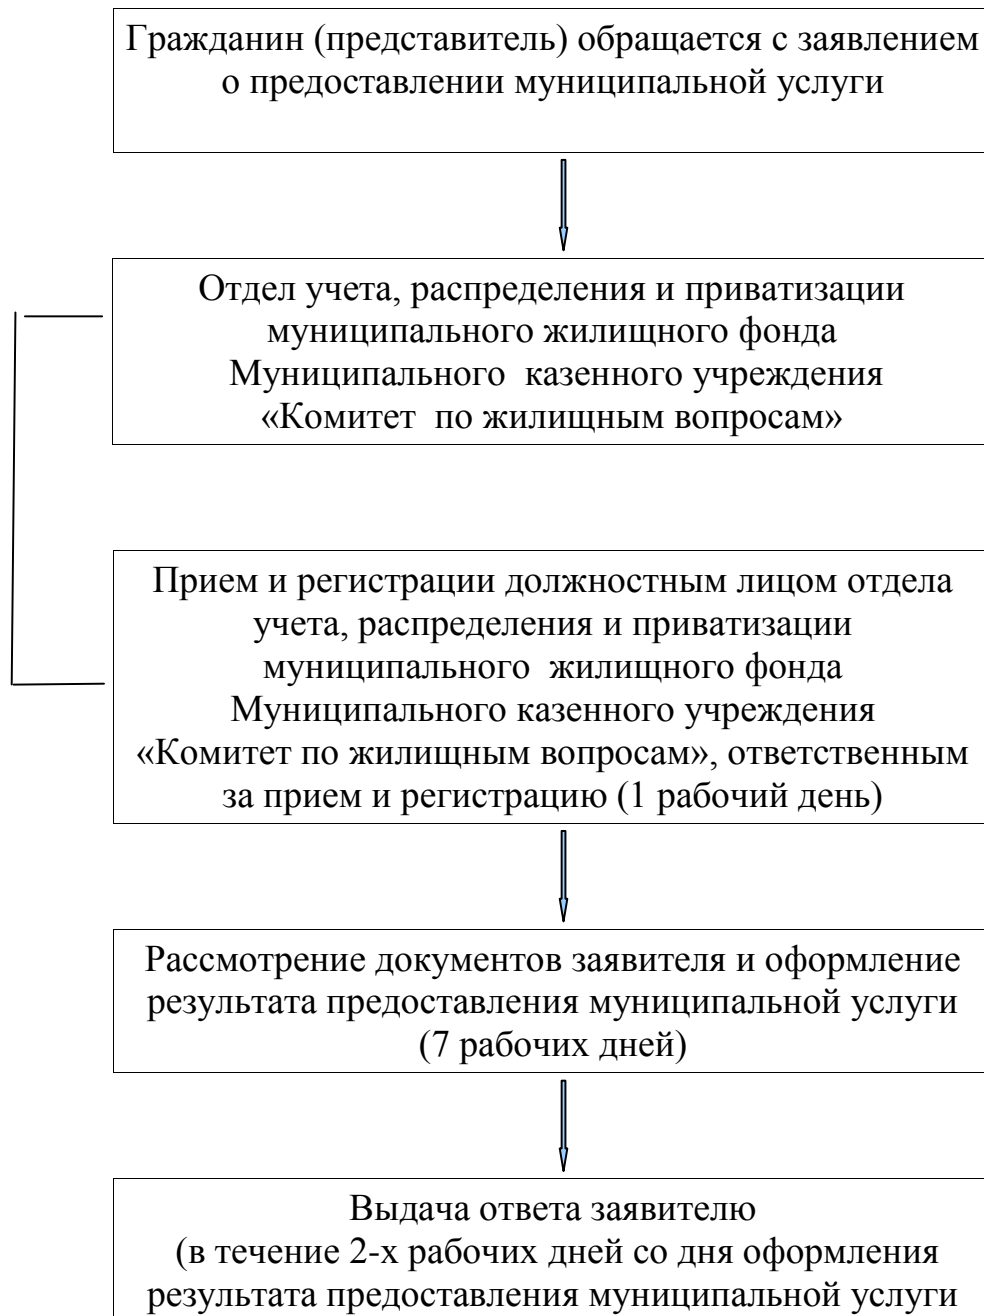 Гражданин (представитель) обращается с заявлением
о предоставлении муниципальной услуги
Отдел учета, распределения и приватизации
муниципального жилищного фонда
Муниципального казенного учреждения
«Комитет по жилищным вопросам»
Прием и регистрации должностным лицом отдела
учета, распределения и приватизации
муниципального жилищного фонда
Муниципального казенного учреждения
«Комитет по жилищным вопросам», ответственным
за прием и регистрацию (1 рабочий день)
Рассмотрение документов заявителя и оформление
результата предоставления муниципальной услуги
(7 рабочих дней)
Выдача ответа заявителю
(в течение 2-х рабочих дней со дня оформления
результата предоставления муниципальной услуги